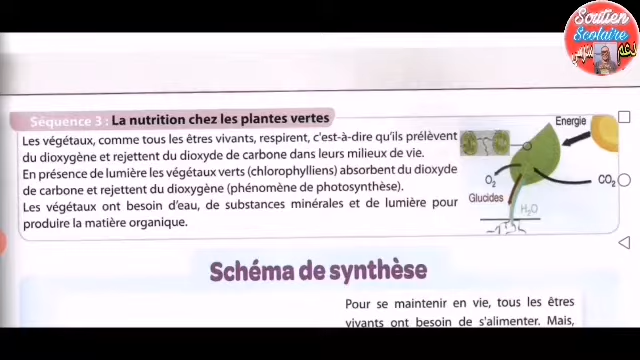 Soutien
Scolaire
دعم
Séquence 3 : La nutrition chez les plantes vertes
Les végétaux, comme tous les êtres vivants, respirent, c'est-à-dire qu'ils prélèvent
du dioxygène et rejettent du dioxyde de carbone dans leurs milieux de vie.
En présence de lumière les végétaux verts (chlorophylliens) absorbent du dioxyde
de carbone et rejettent du dioxygène (phénomène de photosynthèse).
Les végétaux ont besoin d'eau, de substances minérales et de lumière pour
produire la matière organique.
Energie
O₂
CO₂
Glucides
H₂O
Schéma de synthèse
Pour se maintenir en vie, tous les êtres
vivants ont besoin de s'alimenter. Mais,